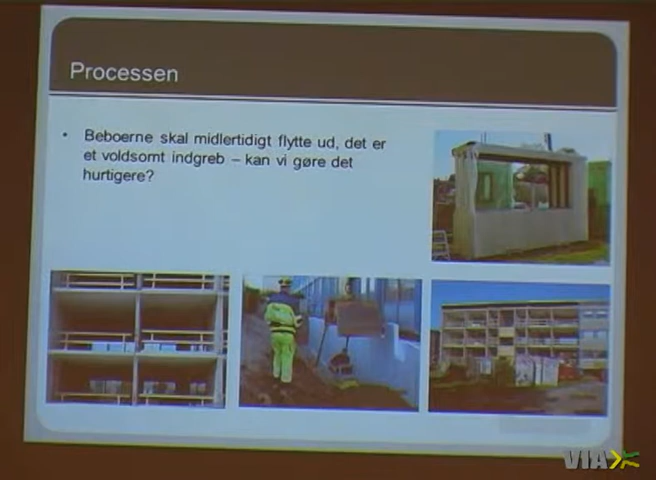 Processen
• Beboerne skal midlertidigt flytte ud, det er
et voldsomt indgreb – kan vi gøre det
hurtigere?
VIA